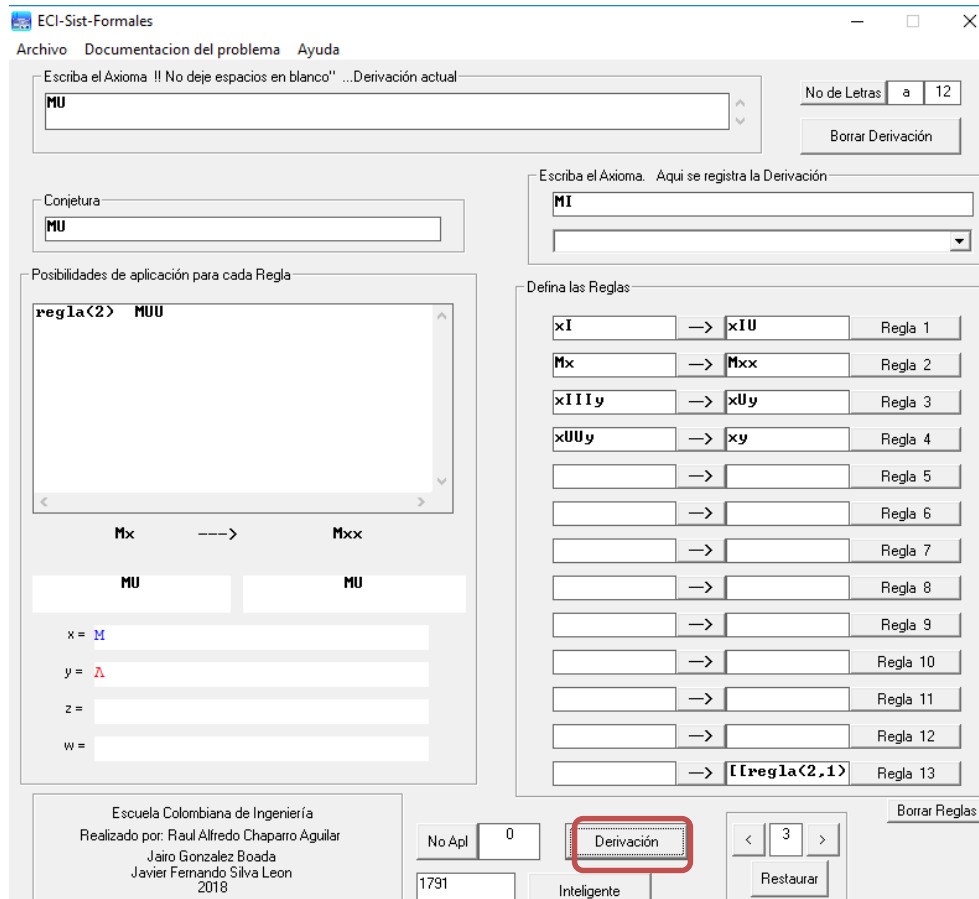 ECI-Sist-Formales
Archivo Documentacion del problema Ayuda
Escriba el Axioma !! No deje espacios en blanco'' ...Derivación actual
MU
No de Letras a 12
Borrar Derivación
Escriba el Axioma. Aqui se registra la Derivación
MI
Conjetura
MU
Posibilidades de aplicación para cada Regla
regla(2) MUU
Mx ---> Mxx
MU MU
x = M
y = Λ
z =
w =
Defina las Reglas
xI —> xIU Regla 1
Mx —> Mxx Regla 2
xIIIy —> xUy Regla 3
xUUy —> xy Regla 4
—> Regla 5
—> Regla 6
—> Regla 7
—> Regla 8
—> Regla 9
—> Regla 10
—> Regla 11
—> Regla 12
—> [[regla(2,1) Regla 13
Borrar Reglas
Escuela Colombiana de Ingeniería
Realizado por: Raul Alfredo Chaparro Aguilar
Jairo Gonzalez Boada
Javier Fernando Silva Leon
2018
No Apl 0
Derivación
< 3 >
Restaurar
1791
Inteligente